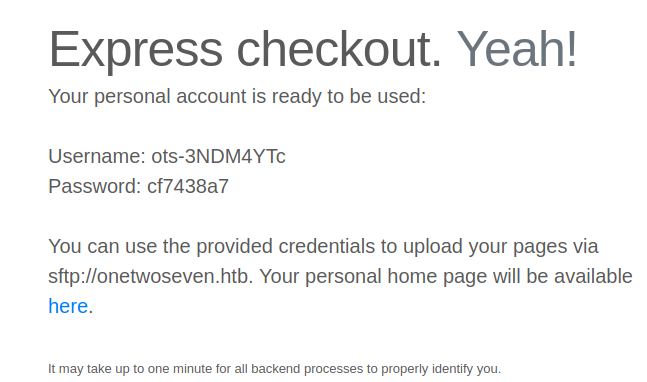 Express checkout. Yeah!
Your personal account is ready to be used:
Username: ots-3NDM4YTc
Password: cf7438a7
You can use the provided credentials to upload your pages via
sftp://onetwoseven.htb. Your personal home page will be available
here.
It may take up to one minute for all backend processes to properly identify you.